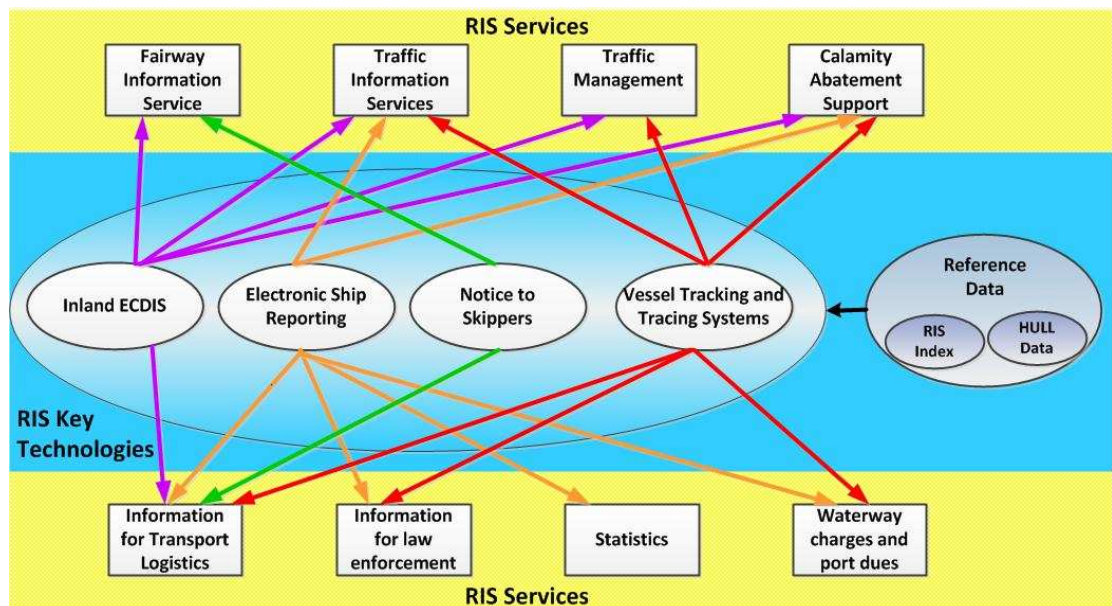 RIS Services
Fairway
Information
Service
Traffic
Information
Services
Traffic
Management
Calamity
Abatement
Support
Inland ECDIS
Electronic Ship
Reporting
Notice to
Skippers
Vessel Tracking and
Tracing Systems
Reference
Data
RIS
Index
HULL
Data
RIS Key
Technologies
Information
for Transport
Logistics
Information
for law
enforcement
Statistics
Waterway
charges and
port dues
RIS Services